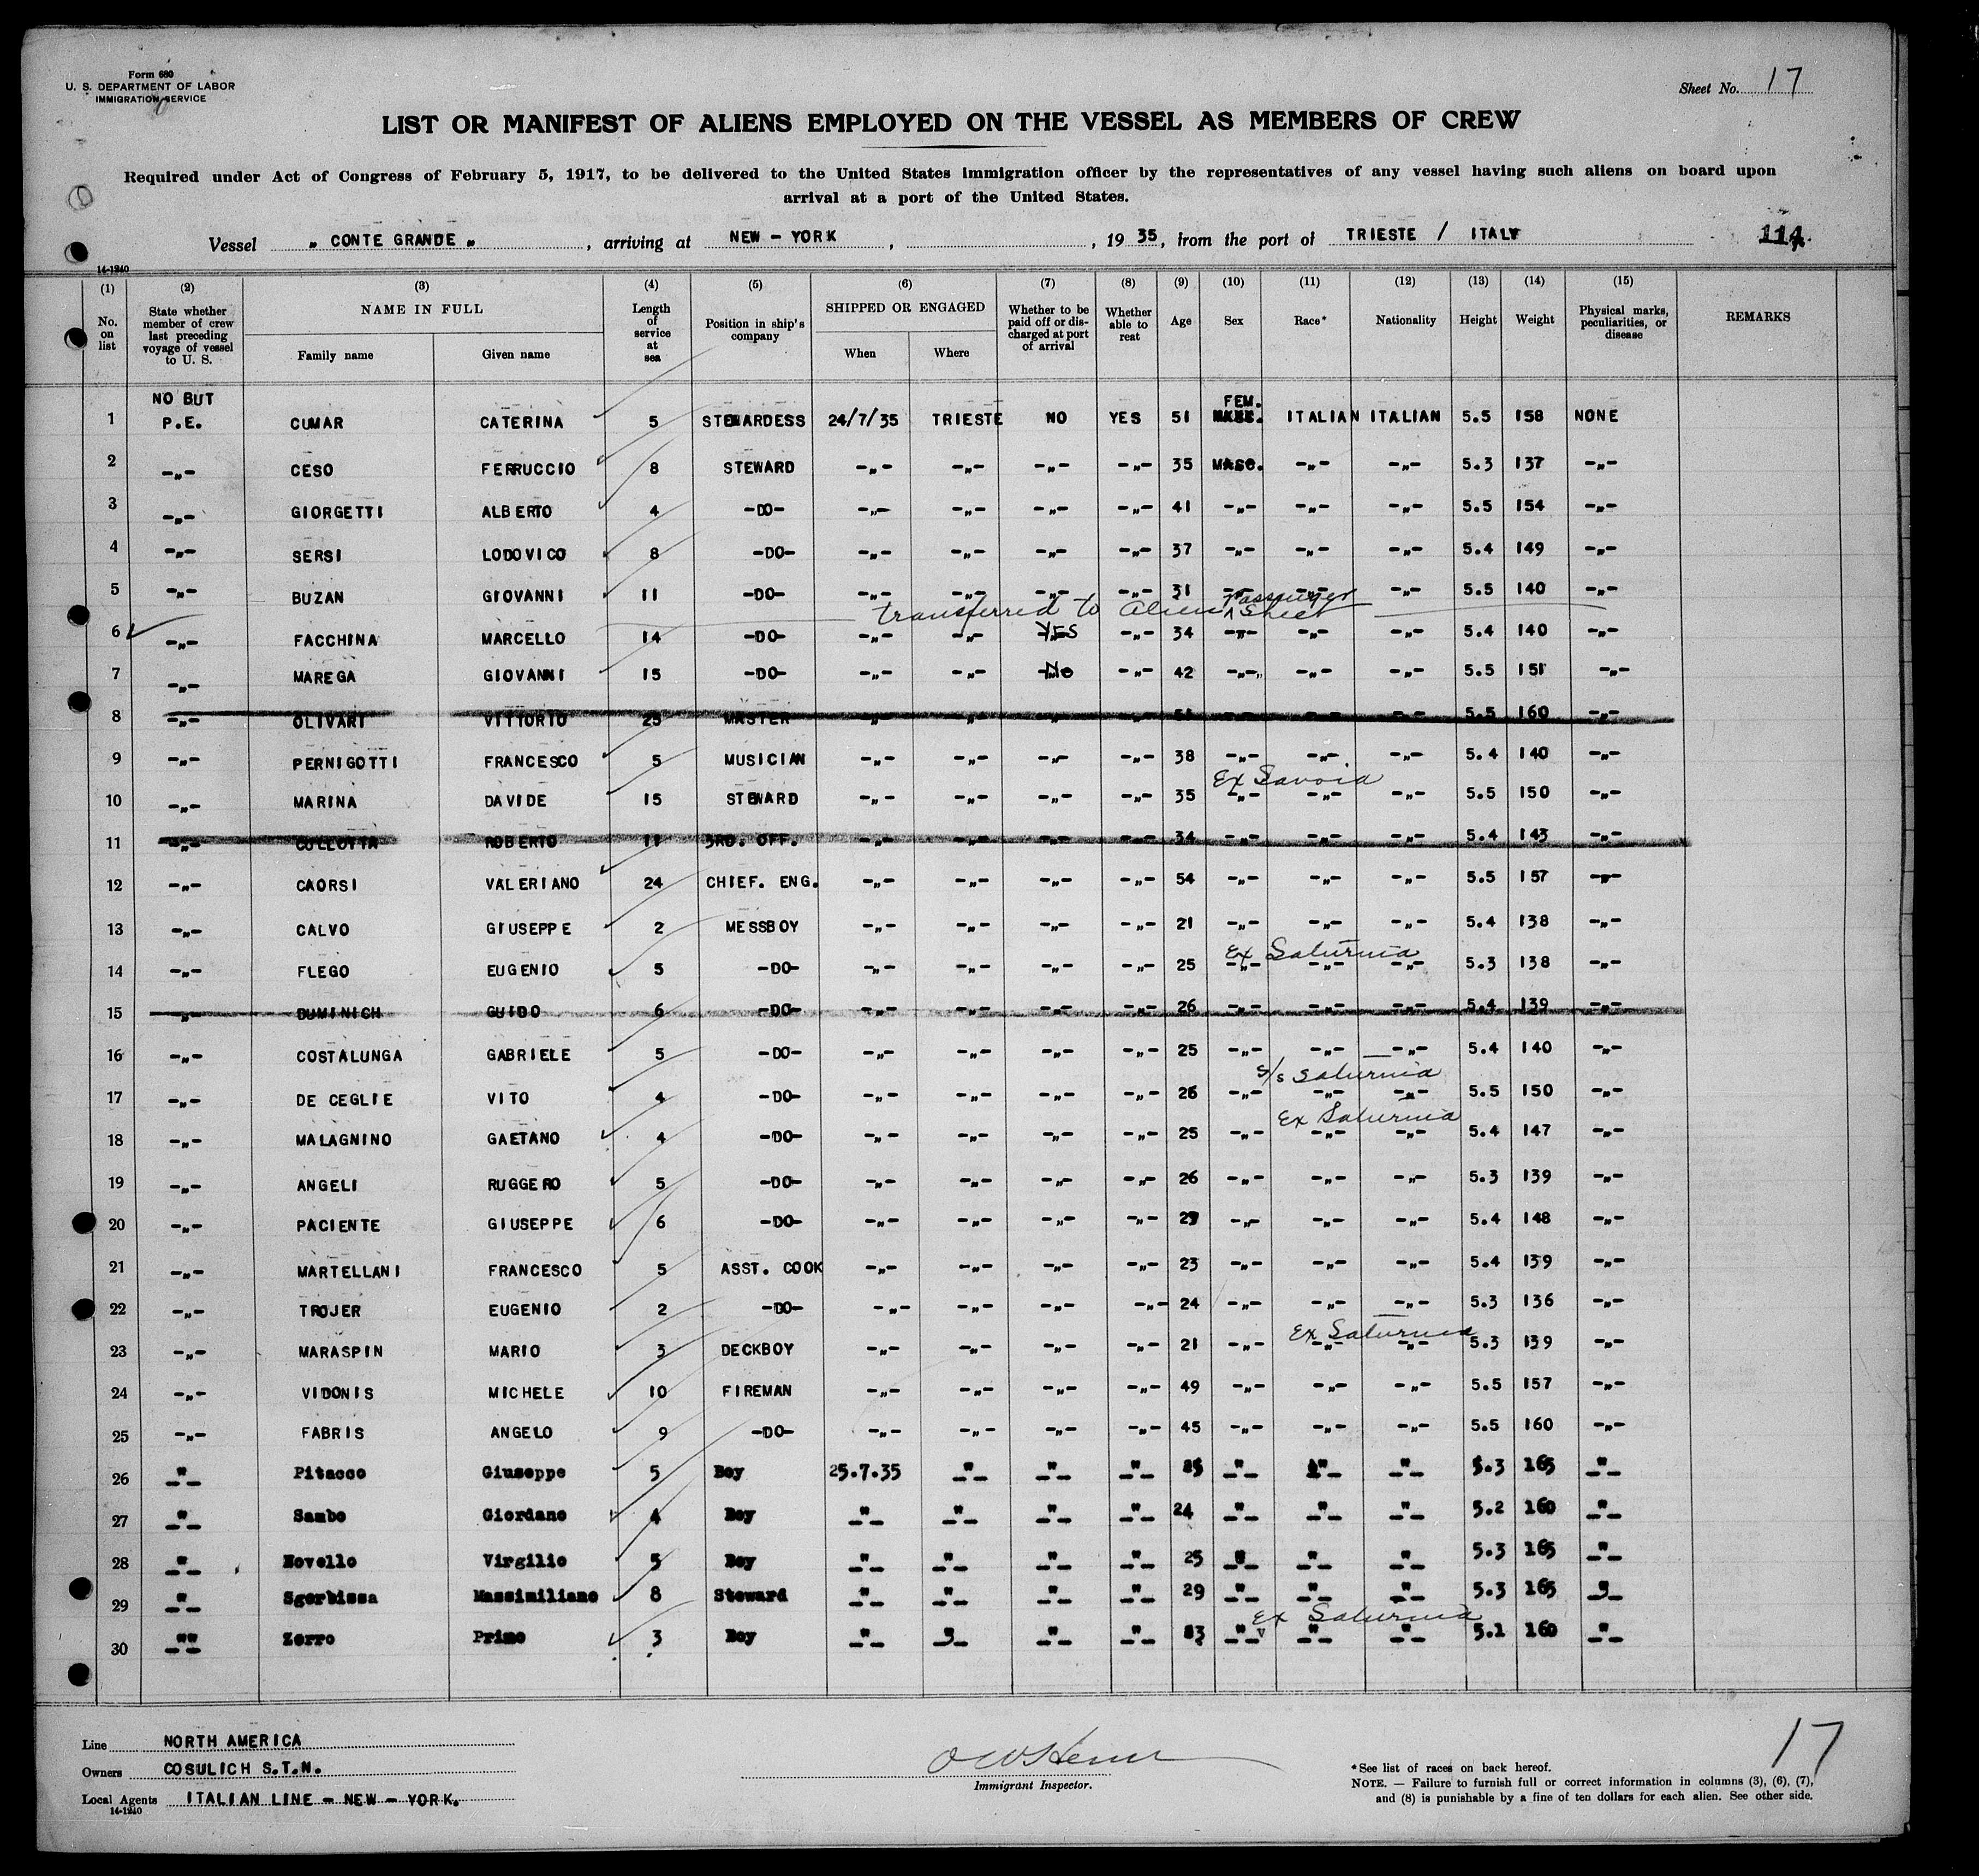 Form 680
U. S. DEPARTMENT OF LABOR
IMMIGRATION SERVICE
Sheet No. 17
LIST OR MANIFEST OF ALIENS EMPLOYED ON THE VESSEL AS MEMBERS OF CREW
Required under Act of Congress of February 5, 1917, to be delivered to the United States immigration officer by the representatives of any vessel having such aliens on board upon
arrival at a port of the United States.
Vessel „ CONTE GRANDE „ , arriving at NEW - YORK , , 19 35, from the port of TRIESTE / ITALY 114
14-1240
(1) (2) (3) (4) (5) (6) (7) (8) (9) (10) (11) (12) (13) (14) (15)
No. on list State whether member of crew last preceding voyage of vessel to U. S. NAME IN FULL Family name Given name Length of service at sea Position in ship's company SHIPPED OR ENGAGED When Where Whether to be paid off or discharged at port of arrival Whether able to read Age Sex Race* Nationality Height Weight Physical marks, peculiarities, or disease REMARKS
NO BUT FEM.
1 P.E. CUMAR CATERINA 5 STEWARDESS 24/7/35 TRIESTE NO YES 51 ITALIAN ITALIAN 5.5 158 NONE
2 -„- CESO FERRUCCIO 8 STEWARD -„- -„- -„- -„- 35 MASC. -„- -„- 5.3 137 -„-
3 -„- GIORGETTI ALBERTO 4 -DO- -„- -„- -„- -„- 41 -„- -„- -„- 5.5 154 -„-
4 -„- SERSI LODOVICO 8 -DO- -„- -„- -„- -„- 37 -„- -„- -„- 5.4 149 -„-
5 -„- BUZAN GIOVANNI 11 -DO- -„- -„- -„- -„- 31 -„- -„- -„- 5.5 140 -„-
transferred to alien passenger sheet
6 -„- FACCHINA MARCELLO 14 -DO- -„- -„- YES -„- 34 -„- -„- -„- 5.4 140 -„-
7 -„- MAREGA GIOVANNI 15 -DO- -„- -„- No -„- 42 -„- -„- -„- 5.5 151 -„-
8 -„- OLIVARI VITTORIO 25 MASTER -„- -„- -„- -„- -„- -„- -„- 5.5 160 -„-
9 -„- PERNIGOTTI FRANCESCO 5 MUSICIAN -„- -„- -„- -„- 38 -„- -„- -„- 5.4 140 -„-
Ex Savoia
10 -„- MARINA DAVIDE 15 STEWARD -„- -„- -„- -„- 35 -„- -„- -„- 5.5 150 -„-
11 -„- CULLOTTA ROBERTO 11 3RD. OFF. -„- -„- -„- -„- 34 -„- -„- -„- 5.4 143 -„-
12 -„- CAORSI VALERIANO 24 CHIEF. ENG. -„- -„- -„- -„- 54 -„- -„- -„- 5.5 157 -„-
13 -„- CALVO GIUSEPPE 2 MESSBOY -„- -„- -„- -„- 21 -„- -„- -„- 5.4 138 -„-
Ex Saturnia
14 -„- FLEGO EUGENIO 5 -DO- -„- -„- -„- -„- 25 -„- -„- -„- 5.3 138 -„-
15 -„- DUMINICH GUIDO 6 -DO- -„- -„- -„- -„- 26 -„- -„- -„- 5.4 139 -„-
16 -„- COSTALUNGA GABRIELE 5 -DO- -„- -„- -„- -„- 25 -„- -„- -„- 5.4 140 -„-
s/s Saturnia
17 -„- DE CEGLIE VITO 4 -DO- -„- -„- -„- -„- 26 -„- -„- -„- 5.5 150 -„-
Ex Saturnia
18 -„- MALAGNINO GAETANO 4 -DO- -„- -„- -„- -„- 25 -„- -„- -„- 5.4 147 -„-
19 -„- ANGELI RUGGERO 5 -DO- -„- -„- -„- -„- 26 -„- -„- -„- 5.3 139 -„-
20 -„- PACIENTE GIUSEPPE 6 -DO- -„- -„- -„- -„- -„- -„- -„- 5.4 148 -„-
21 -„- MARTELLANI FRANCESCO 5 ASST. COOK -„- -„- -„- -„- 23 -„- -„- -„- 5.4 139 -„-
22 -„- TROJER EUGENIO 2 -DO- -„- -„- -„- -„- 24 -„- -„- -„- 5.3 136 -„-
Ex Saturnia
23 -„- MARASPIN MARIO 3 DECKBOY -„- -„- -„- -„- 21 -„- -„- -„- 5.3 139 -„-
24 -„- VIDONIS MICHELE 10 FIREMAN -„- -„- -„- -„- 49 -„- -„- -„- 5.5 157 -„-
25 -„- FABRIS ANGELO 9 -DO- -„- -„- -„- -„- 45 -„- -„- -„- 5.5 160 -„-
26 _"_ Pitacco Giuseppe 5 Boy 25.7.35 _"_ _"_ _"_ _"_ _"_ _"_ 5.3 165 _"_
27 _"_ Sambo Giordano 4 Boy _"_ _"_ _"_ _"_ 24 _"_ _"_ _"_ 5.2 160 _"_
28 _"_ Novello Virgilio 5 Boy _"_ _"_ _"_ _"_ 25 _"_ _"_ _"_ 5.3 165 _"_
29 _"_ Sgorbissa Massimiliano 8 Steward _"_ _"_ _"_ _"_ 29 _"_ _"_ _"_ 5.3 165 _"_
Ex Saturnia
30 _"_ Zerro Primo 3 Boy _"_ _"_ _"_ _"_ _"_ _"_ _"_ 5.1 160 _"_
Line NORTH AMERICA
Owners COSULICH S.T.N.
Local Agents ITALIAN LINE - NEW - YORK.
14-1240
Immigrant Inspector.
17
*See list of races on back hereof.
NOTE. — Failure to furnish full or correct information in columns (3), (6), (7),
and (8) is punishable by a fine of ten dollars for each alien. See other side.